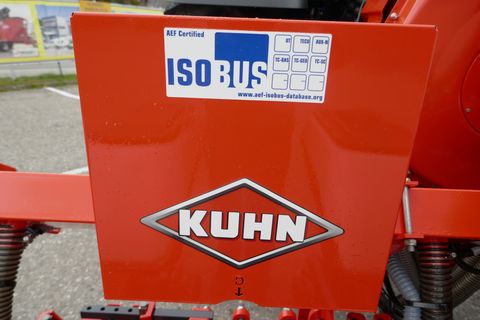 AEF Certified
ISOBUS
UT TECU AUX-N
TC-BAS TC-GEO TC-SC
www.aef-isobus-database.org
KUHN